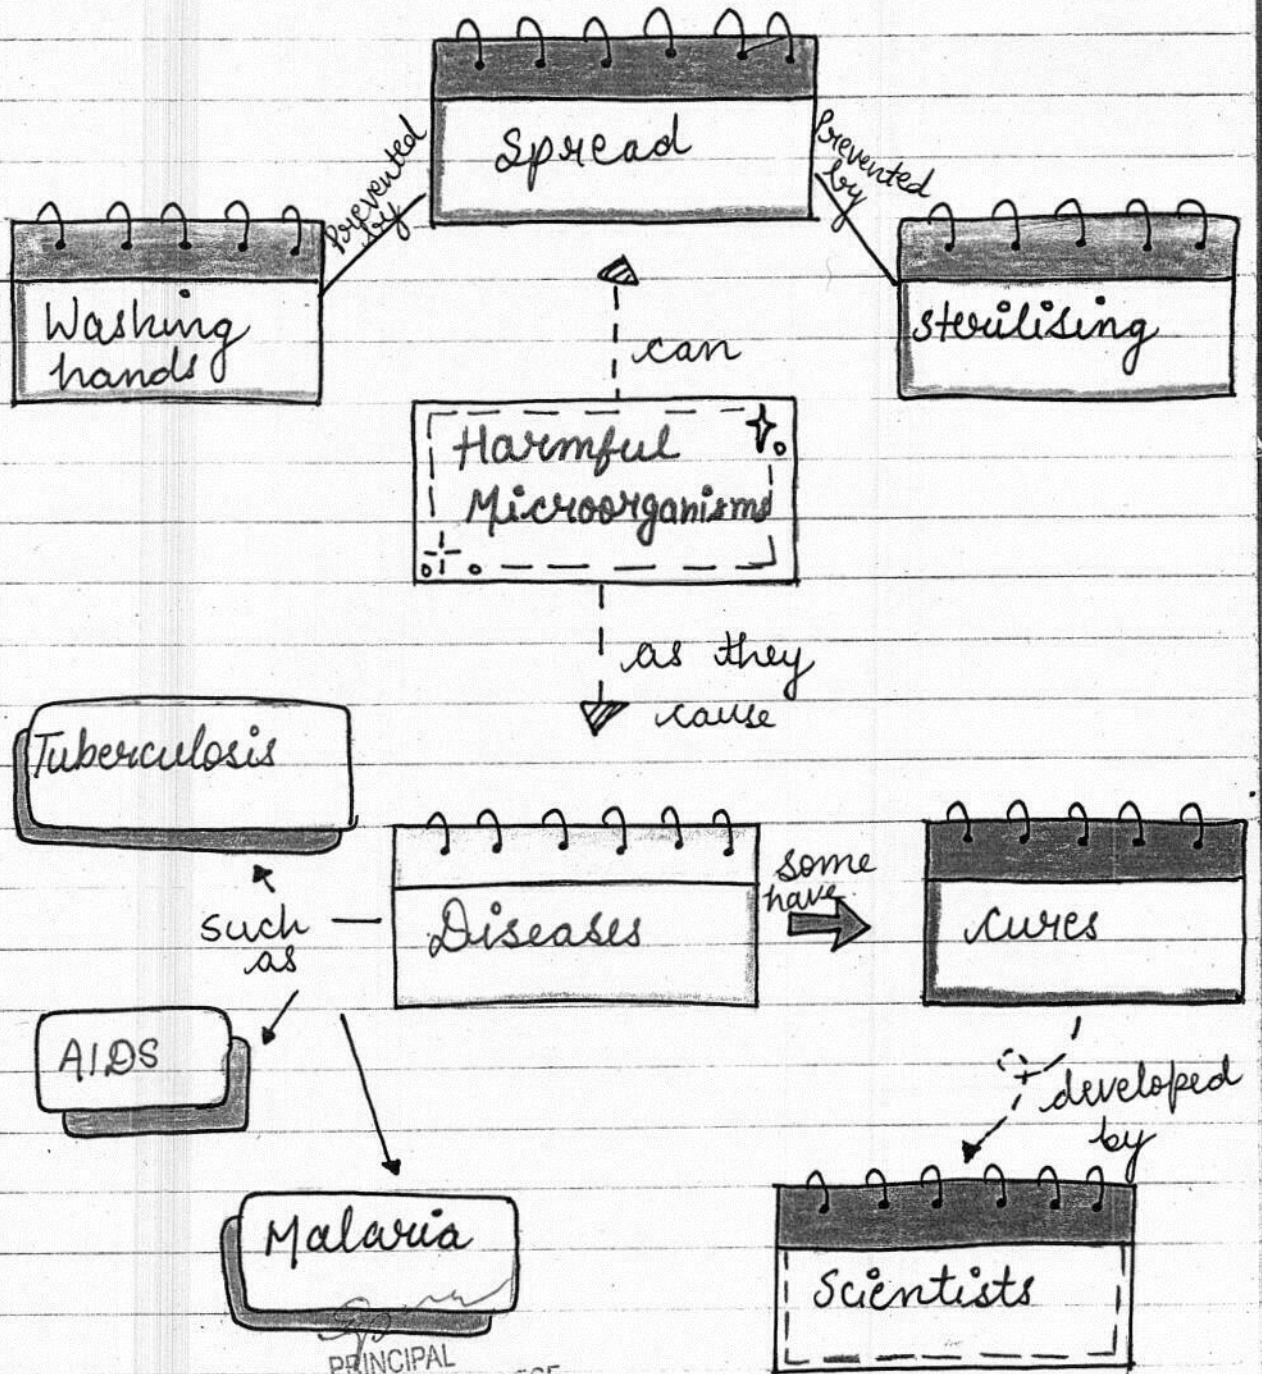 Spread
Prevented
by
Prevented
by
Washing
hands
sterilising
can
Harmful
Microorganisms
as they
cause
Tuberculosis
such
as
Diseases
some
have
cures
AIDS
developed
by
Malaria
Scientists
PRINCIPAL